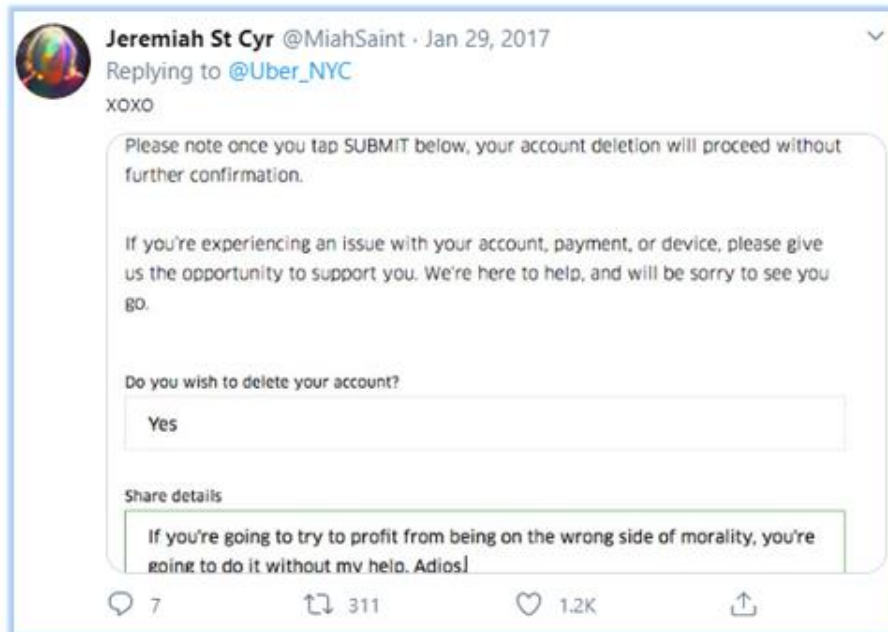 Jeremiah St Cyr @MiahSaint · Jan 29, 2017
Replying to @Uber_NYC
xoxo
Please note once you tap SUBMIT below, your account deletion will proceed without
further confirmation.
If you're experiencing an issue with your account, payment, or device, please give
us the opportunity to support you. We're here to help, and will be sorry to see you
go.
Do you wish to delete your account?
Yes
Share details
If you're going to try to profit from being on the wrong side of morality, you're
going to do it without my help. Adios.
7 311 1.2K